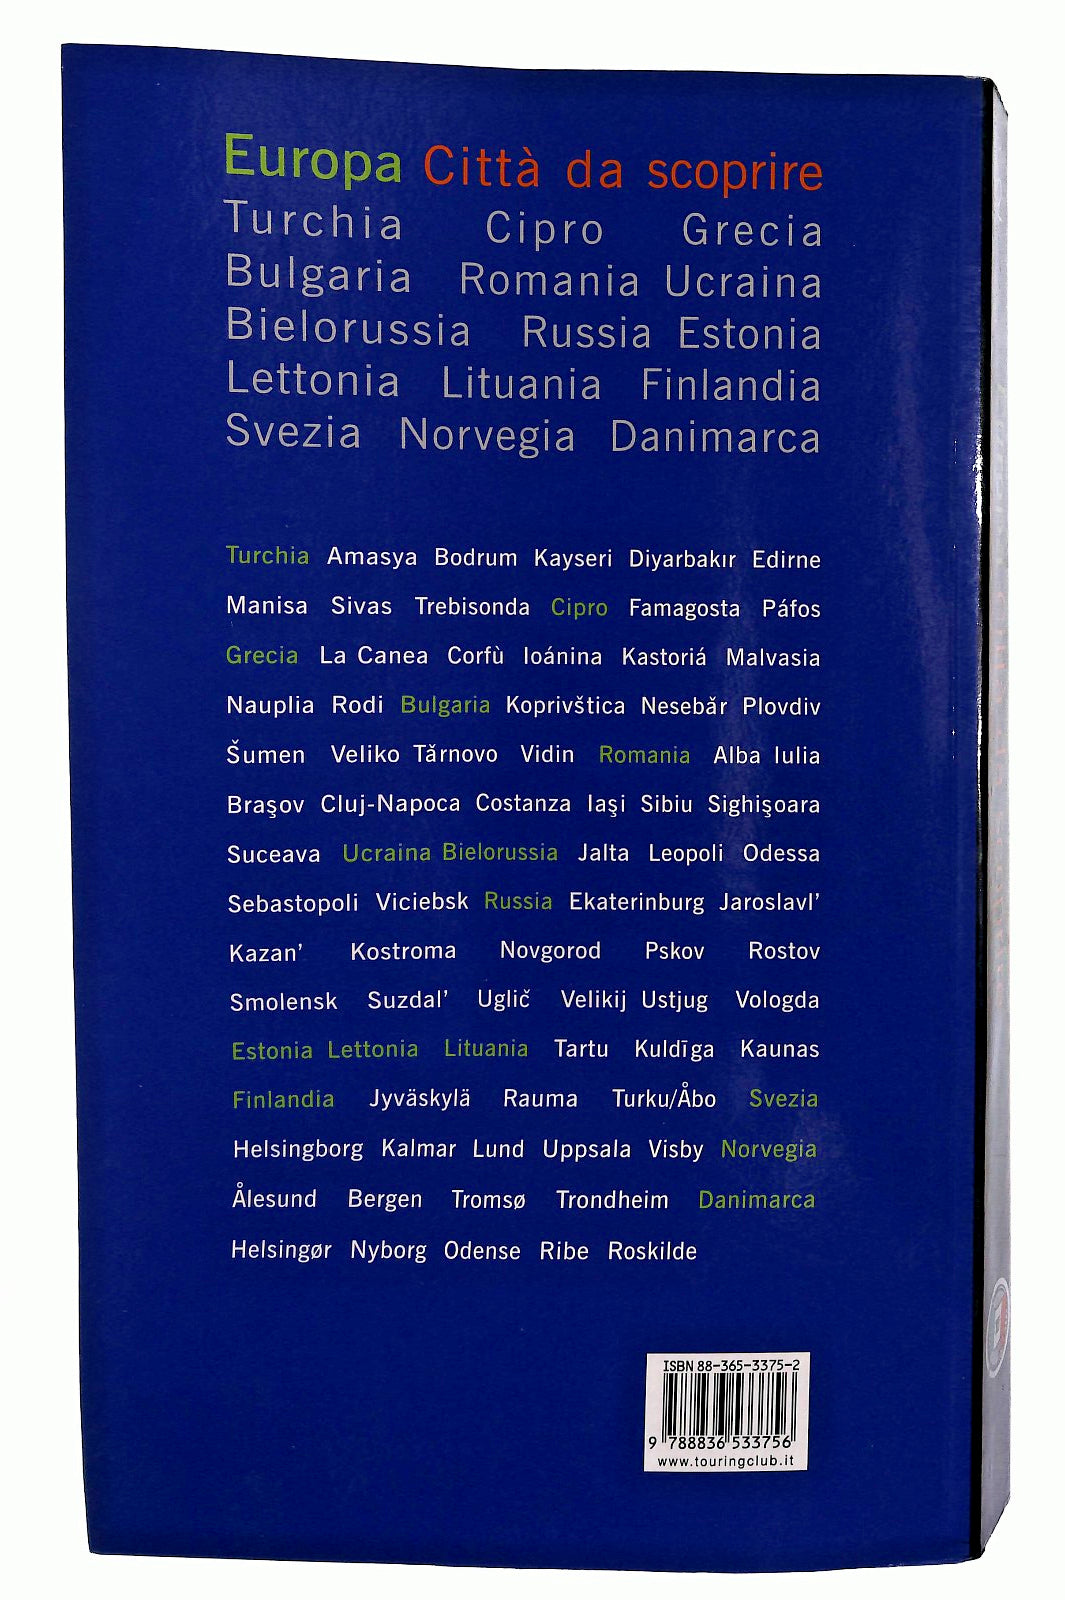 Europa Città da scoprire
Turchia Cipro Grecia
Bulgaria Romania Ucraina
Bielorussia Russia Estonia
Lettonia Lituania Finlandia
Svezia Norvegia Danimarca
Turchia Amasya Bodrum Kayseri Diyarbakır Edirne
Manisa Sivas Trebisonda Cipro Famagosta Páfos
Grecia La Canea Corfù Ioánina Kastoriá Malvasia
Nauplia Rodi Bulgaria Koprivštica Nesebăr Plovdiv
Šumen Veliko Tărnovo Vidin Romania Alba Iulia
Braşov Cluj-Napoca Costanza Iaşi Sibiu Sighişoara
Suceava Ucraina Bielorussia Jalta Leopoli Odessa
Sebastopoli Viciebsk Russia Ekaterinburg Jaroslavl'
Kazan' Kostroma Novgorod Pskov Rostov
Smolensk Suzdal' Uglič Velikij Ustjug Vologda
Estonia Lettonia Lituania Tartu Kuldīga Kaunas
Finlandia Jyväskylä Rauma Turku/Åbo Svezia
Helsingborg Kalmar Lund Uppsala Visby Norvegia
Ålesund Bergen Tromsø Trondheim Danimarca
Helsingør Nyborg Odense Ribe Roskilde
ISBN 88-365-3375-2
9 788836 533756
www.touringclub.it